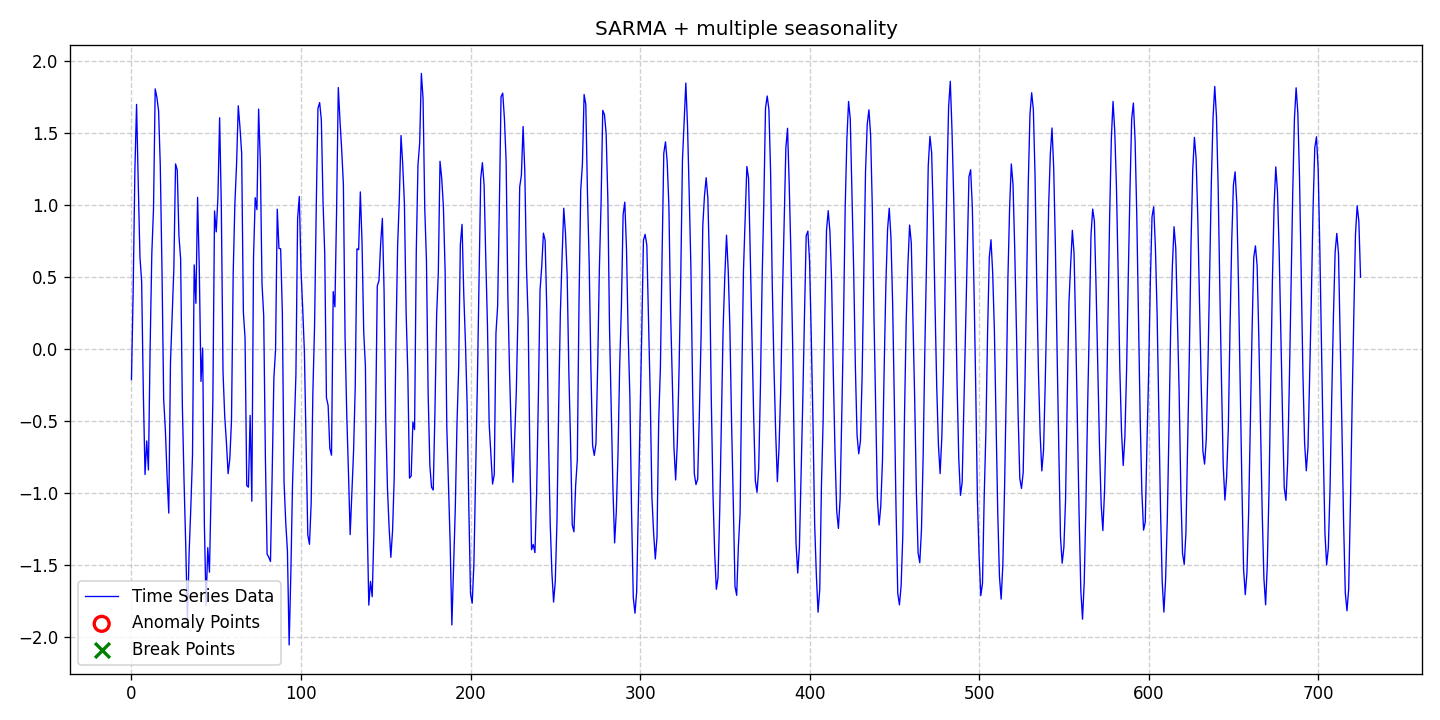 SARMA + multiple seasonality
2.0
1.5
1.0
0.5
0.0
−0.5
−1.0
−1.5
−2.0
Time Series Data
Anomaly Points
Break Points
0 100 200 300 400 500 600 700